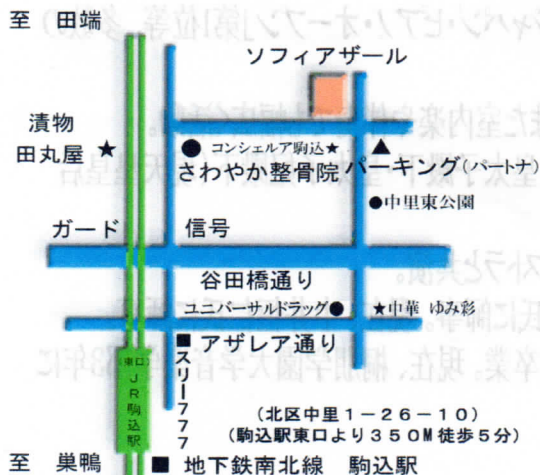 至 田端
ソフィアザール
漬物
田丸屋 ★
● コンシェルア駒込★
さわやか整骨院
▲
パーキング(パートナ)
●中里東公園
ガード
信号
谷田橋通り
ユニバーサルドラッグ●
★中華 ゆみ彩
アザレア通り
■スリー777
(東口)
JR駒込駅
(北区中里1-26-10)
(駒込駅東口より350M徒歩5分)
至 巣鴨
■ 地下鉄南北線 駒込駅